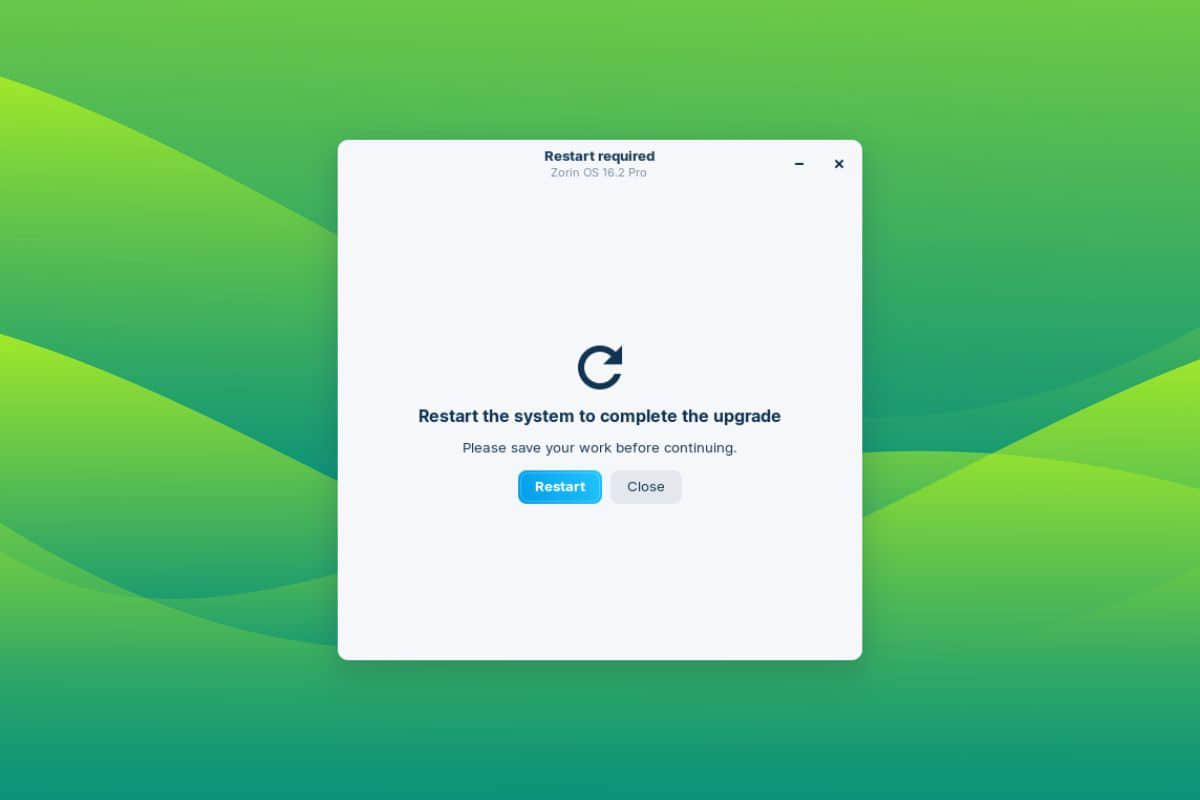 Restart required
Zorin OS 16.2 Pro
Restart the system to complete the upgrade
Please save your work before continuing.
Restart Close